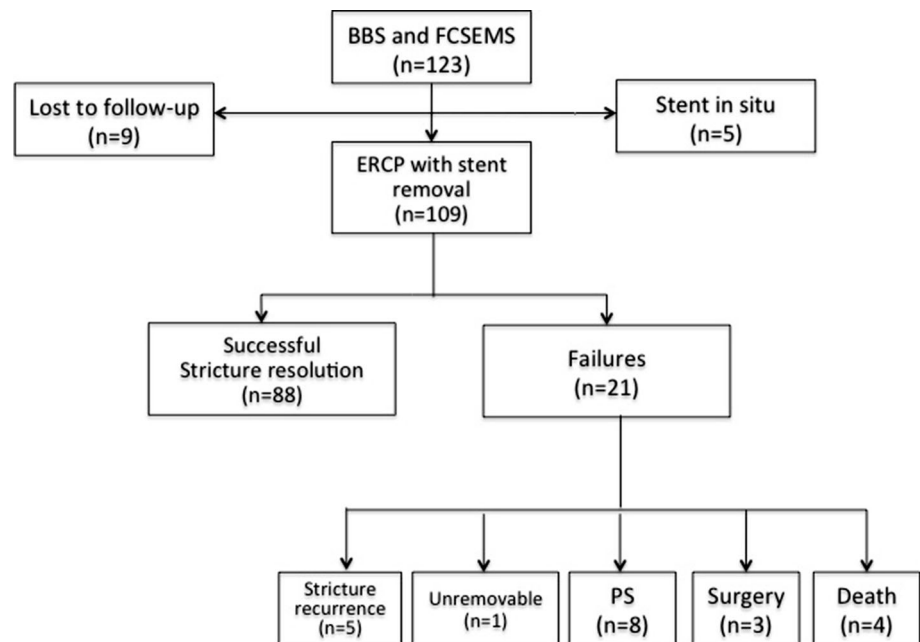 BBS and FCSEMS
(n=123)
Lost to follow-up
(n=9)
Stent in situ
(n=5)
ERCP with stent
removal
(n=109)
Successful
Stricture resolution
(n=88)
Failures
(n=21)
Stricture
recurrence
(n=5)
Unremovable
(n=1)
PS
(n=8)
Surgery
(n=3)
Death
(n=4)